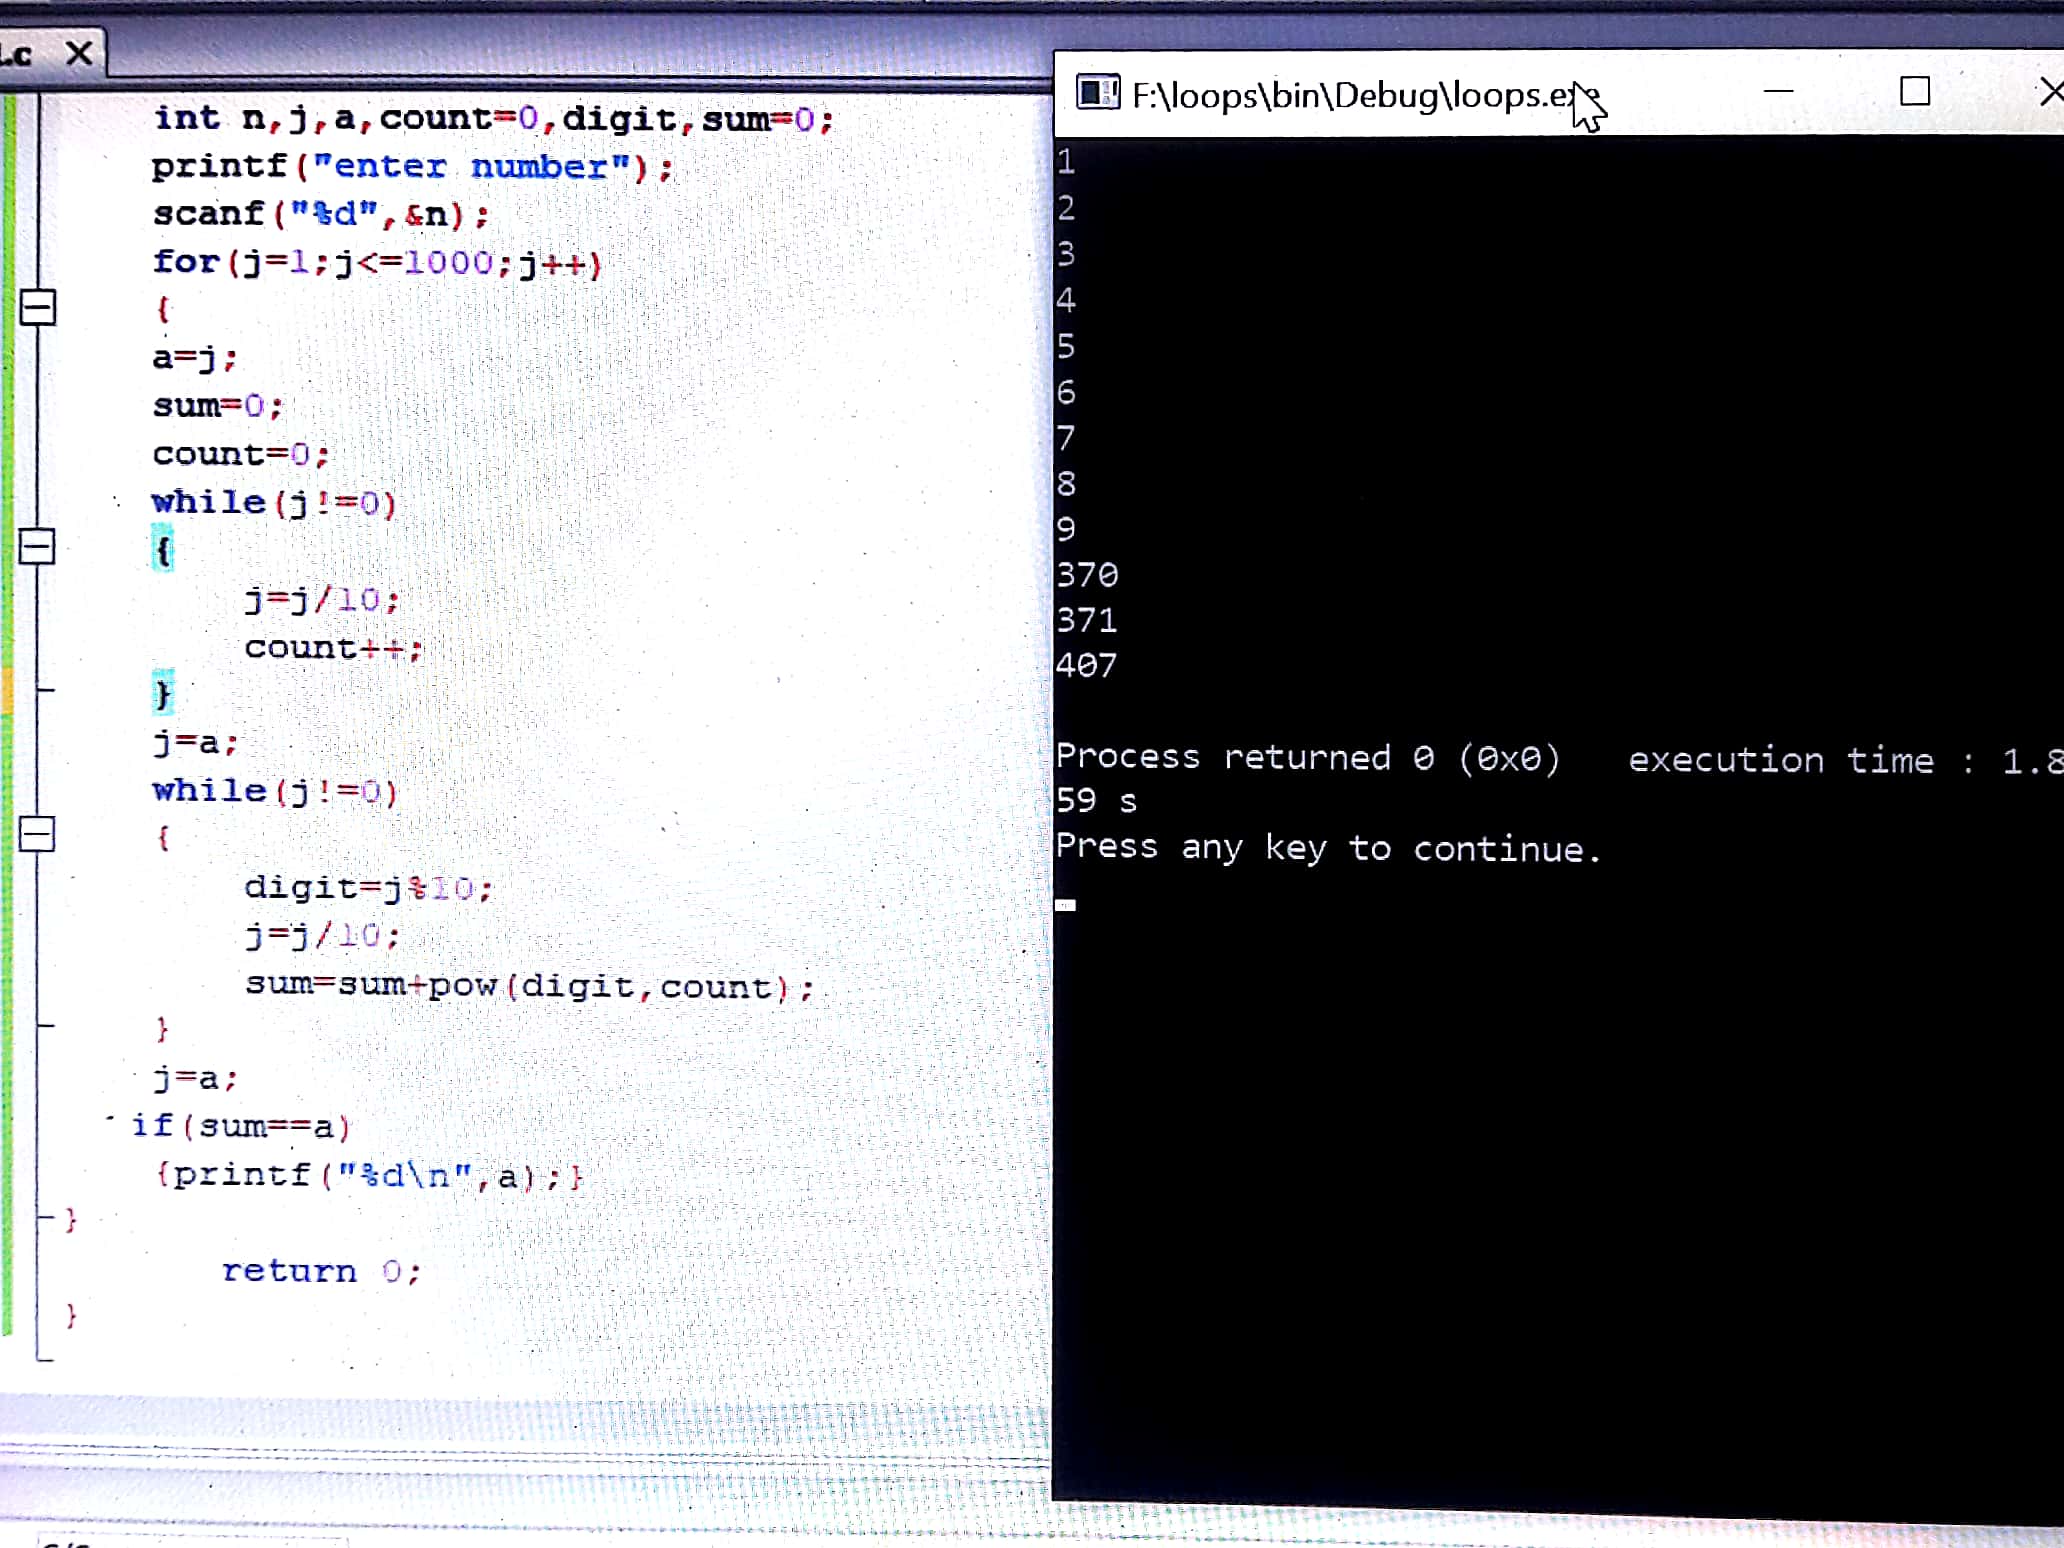 .c X
int n,j,a,count=0,digit,sum=0;
printf("enter number");
scanf("%d",&n);
for(j=1;j<=1000;j++)
{
a=j;
sum=0;
count=0;
while(j!=0)
{
j=j/10;
count++;
}
j=a;
while(j!=0)
{
digit=j%10;
j=j/10;
sum=sum+pow(digit,count);
}
j=a;
if(sum==a)
{printf("%d\n",a);}
}
return 0;
}
F:\loops\bin\Debug\loops.exe
1
2
3
4
5
6
7
8
9
370
371
407
Process returned 0 (0x0) execution time : 1.8
59 s
Press any key to continue.